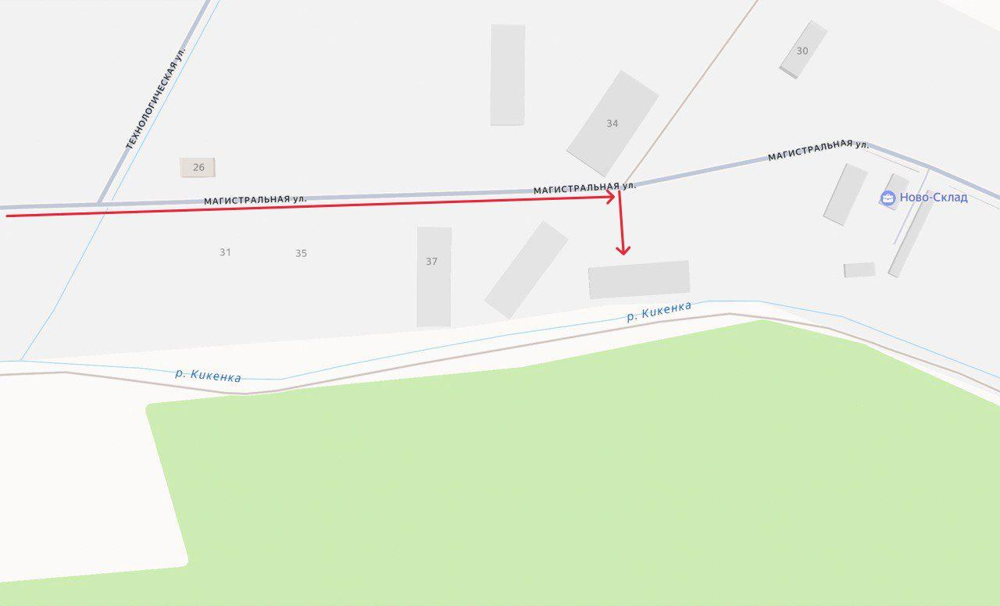 ТЕХНОЛОГИЧЕСКАЯ ул.
30
34
МАГИСТРАЛЬНАЯ ул.
26
МАГИСТРАЛЬНАЯ ул.
МАГИСТРАЛЬНАЯ ул.
Ново-Склад
31
35
37
р. Кикенка
р. Кикенка